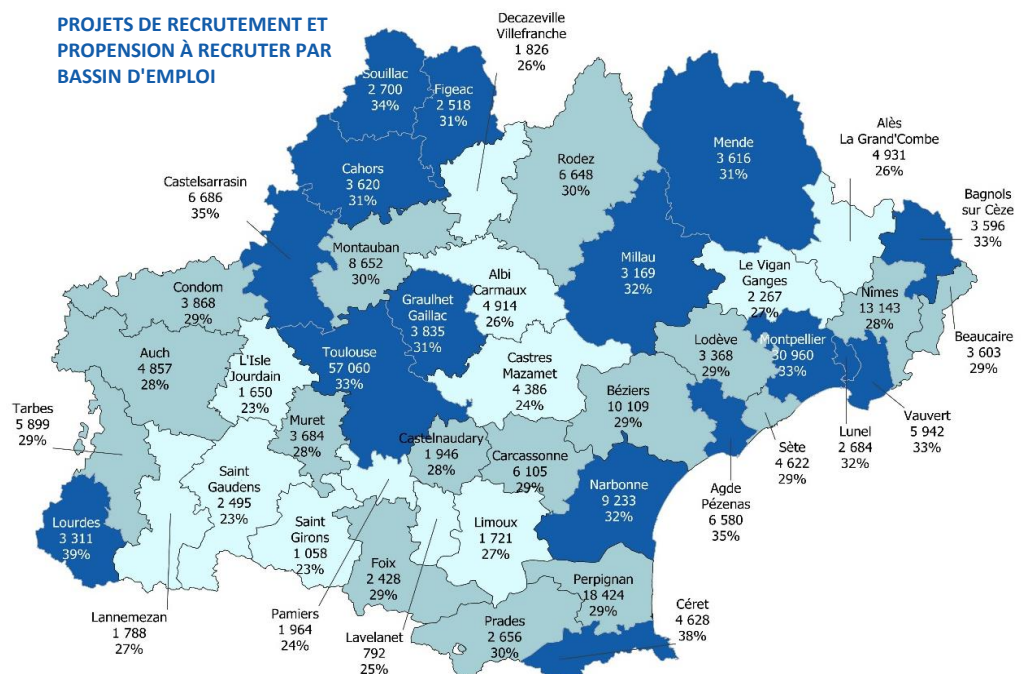 PROJETS DE RECRUTEMENT ET
PROPENSION À RECRUTER PAR
BASSIN D'EMPLOI
Decazeville
Villefranche
1 826
26%
Souillac
2 700
34%
Figeac
2 518
31%
Cahors
3 620
31%
Castelsarrasin
6 686
35%
Montauban
8 652
30%
Rodez
6 648
30%
Mende
3 616
31%
Alès
La Grand'Combe
4 931
26%
Bagnols
sur Cèze
3 596
33%
Condom
3 868
29%
Graulhet
Gaillac
3 835
31%
Albi
Carmaux
4 914
26%
Millau
3 169
32%
Le Vigan
Ganges
2 267
27%
Nîmes
13 143
28%
Beaucaire
3 603
29%
Auch
4 857
28%
L'Isle
Jourdain
1 650
23%
Toulouse
57 060
33%
Castres
Mazamet
4 386
24%
Lodève
3 368
29%
Montpellier
30 960
33%
Tarbes
5 899
29%
Muret
3 684
28%
Castelnaudary
1 946
28%
Carcassonne
6 105
29%
Béziers
10 109
29%
Agde
Pézenas
6 580
35%
Sète
4 622
29%
Lunel
2 684
32%
Vauvert
5 942
33%
Lourdes
3 311
39%
Saint
Gaudens
2 495
23%
Saint
Girons
1 058
23%
Limoux
1 721
27%
Narbonne
9 233
32%
Foix
2 428
29%
Lannemezan
1 788
27%
Pamiers
1 964
24%
Lavelanet
792
25%
Prades
2 656
30%
Perpignan
18 424
29%
Céret
4 628
38%